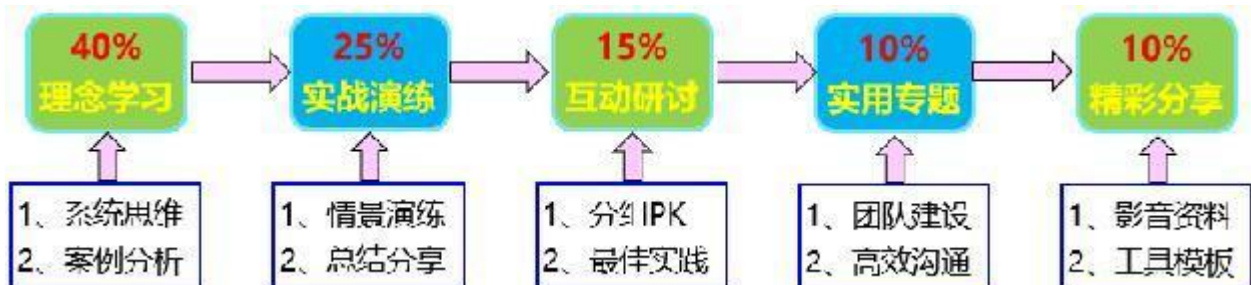 40%
理念学习
25%
实战演练
15%
互动研讨
10%
实用专题
10%
精彩分享
1、系统思维
2、案例分析
1、情景演练
2、总结分享
1、分组PK
2、最佳实践
1、团队建设
2、高效沟通
1、影音资料
2、工具模板